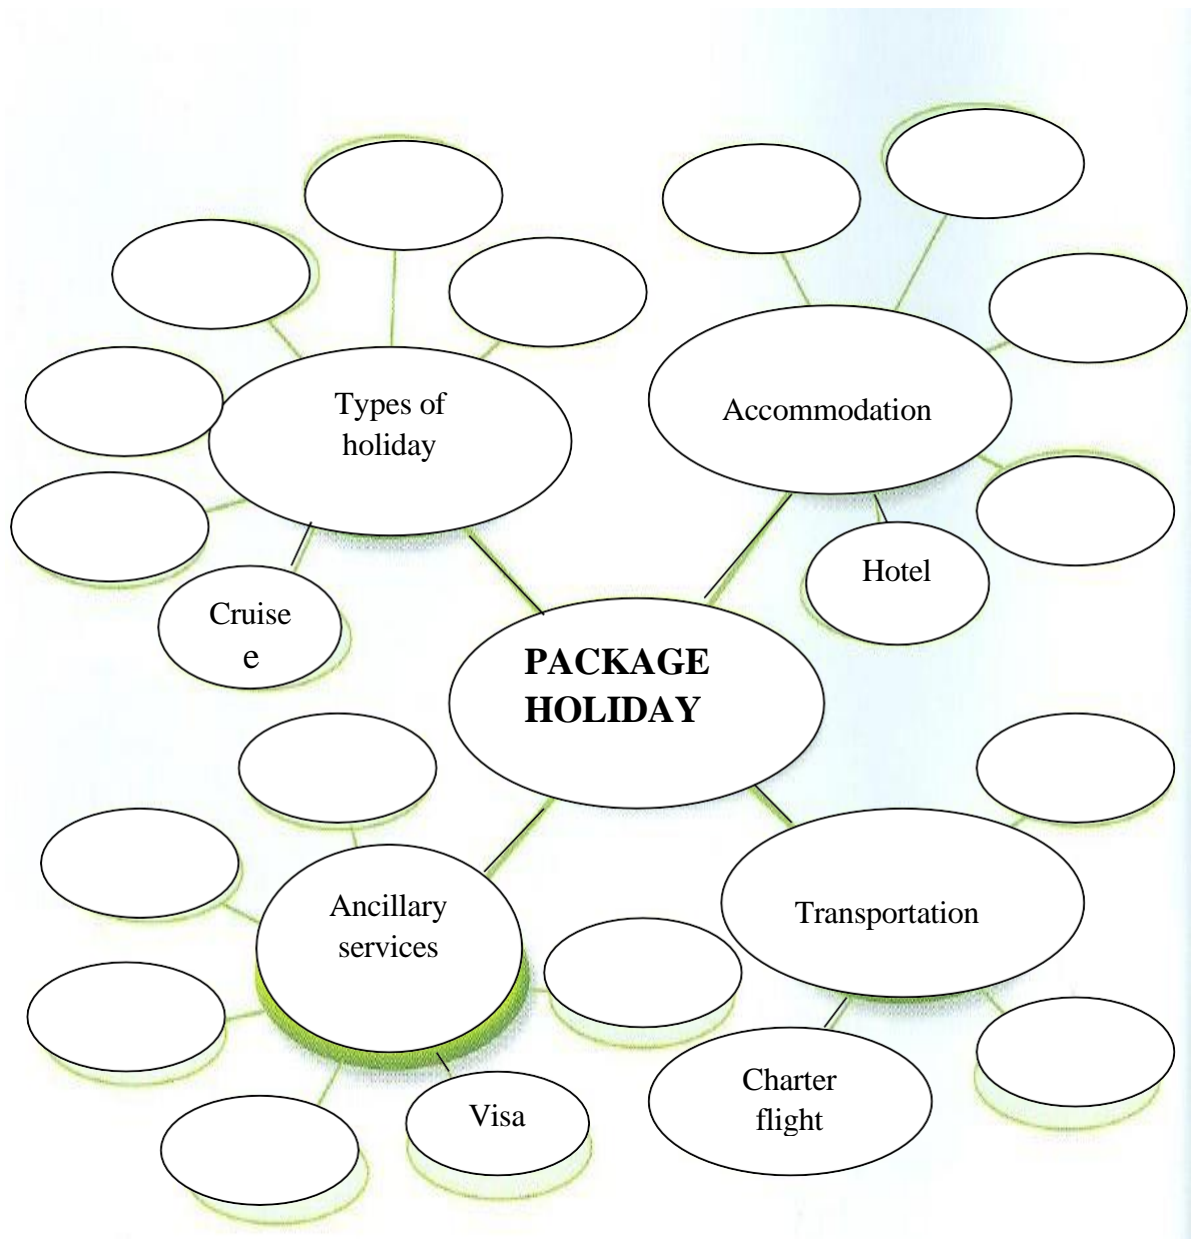 Types of
holiday
Accommodation
Hotel
Cruise
e
PACKAGE
HOLIDAY
Ancillary
services
Transportation
Visa
Charter
flight